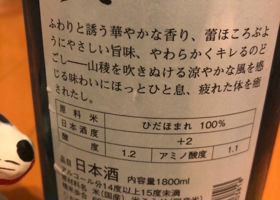 ふわりと誘う華やかな香り、蕾ほころぶよ
うにやさしい旨味、やわらかくキレるのど
ごし──山稜を吹きぬける涼やかな風を感
じる味わいにほっとひと息、疲れた体を癒
されたし。
原料米 ひだほまれ 100%
日本酒度 +2
酸度 1.2 アミノ酸度 1.1
品目 日本酒 内容量1800ml
アルコール分14度以上15度未満